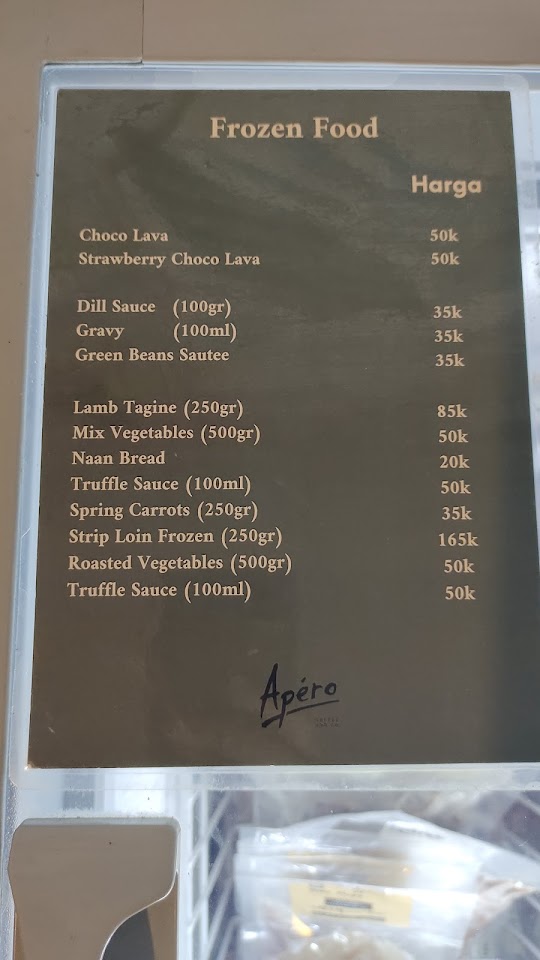 Frozen Food
Harga
Choco Lava 50k
Strawberry Choco Lava 50k
Dill Sauce (100gr) 35k
Gravy (100ml) 35k
Green Beans Sautee 35k
Lamb Tagine (250gr) 85k
Mix Vegetables (500gr) 50k
Naan Bread 20k
Truffle Sauce (100ml) 50k
Spring Carrots (250gr) 35k
Strip Loin Frozen (250gr) 165k
Roasted Vegetables (500gr) 50k
Truffle Sauce (100ml) 50k
Apéro